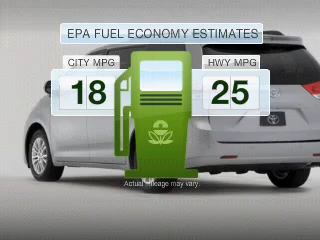 EPA FUEL ECONOMY ESTIMATES
CITY MPG
HWY MPG
18
25
Actual mileage may vary.